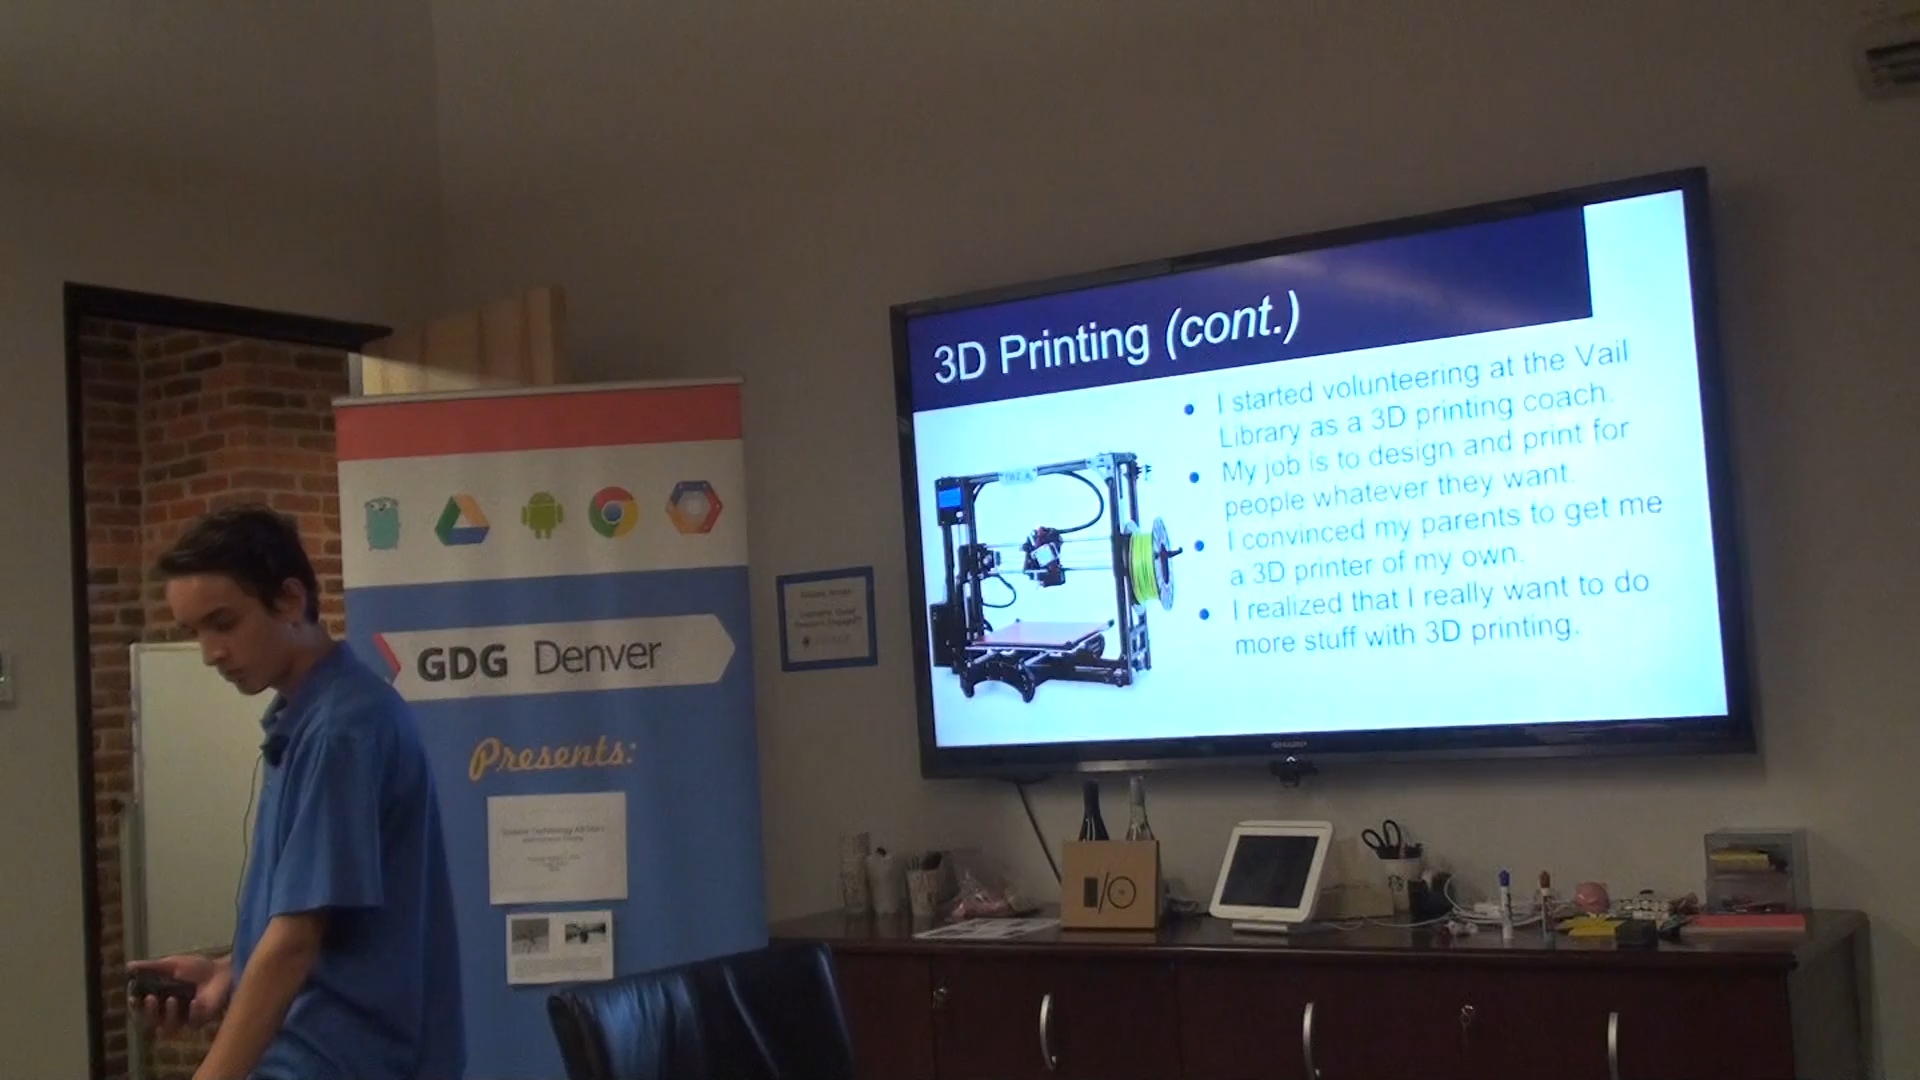 3D Printing (cont.)
I started volunteering at the Vail
Library as a 3D printing coach.
My job is to design and print for
people whatever they want.
I convinced my parents to get me
a 3D printer of my own.
I realized that I really want to do
more stuff with 3D printing.
SHARP
GDG Denver
Presents:
I/O